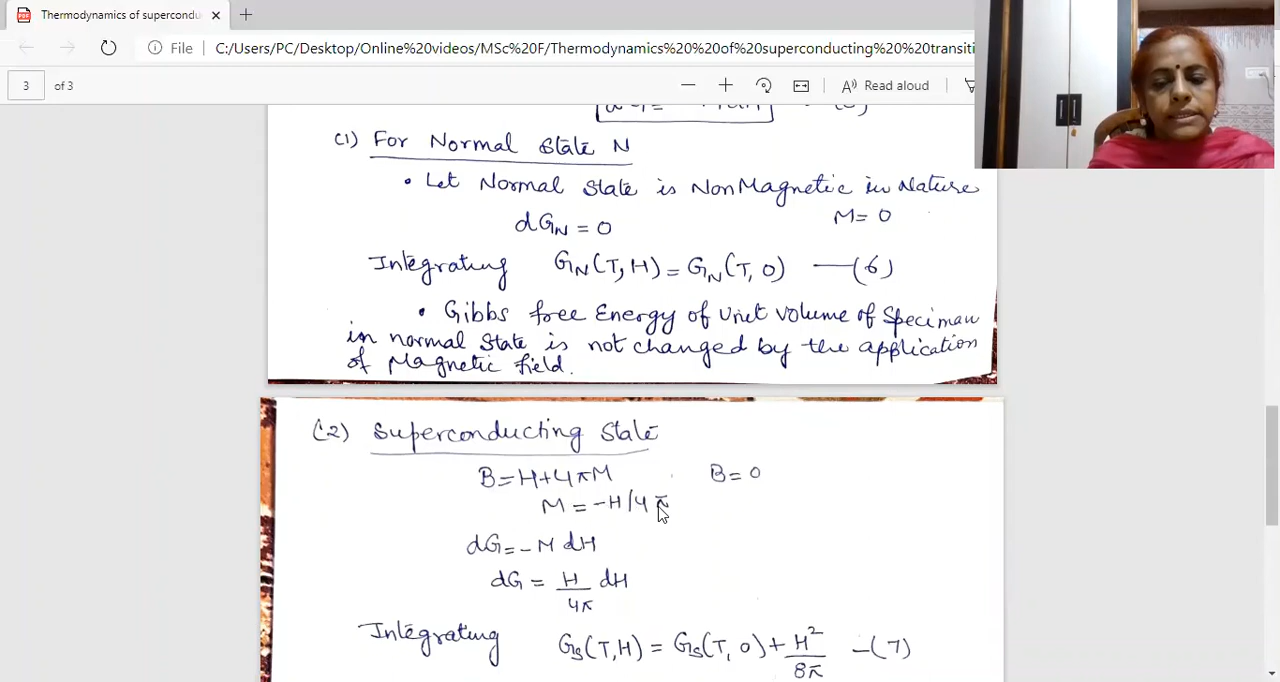 Thermodynamics of supercondu
File
C:/Users/PC/Desktop/Online%20videos/MSc%20F/Thermodynamics%20%20of%20superconducting%20%20transiti
3 of 3
Read aloud
(1) For Normal State N
• Let Normal State is NonMagnetic in Nature
dG_N = 0 M= 0
Integrating G_N(T, H) = G_N(T, 0) —(6)
• Gibbs free Energy of Unit volume of Speciman
in normal State is not changed by the application
of Magnetic field.
(2) Superconducting State
B=H+4πM B= 0
M = -H/4π
dG=-M dH
dG = H/4π dH
Integrating G_S(T,H) = G_S(T, 0)+H²/8π —(7)